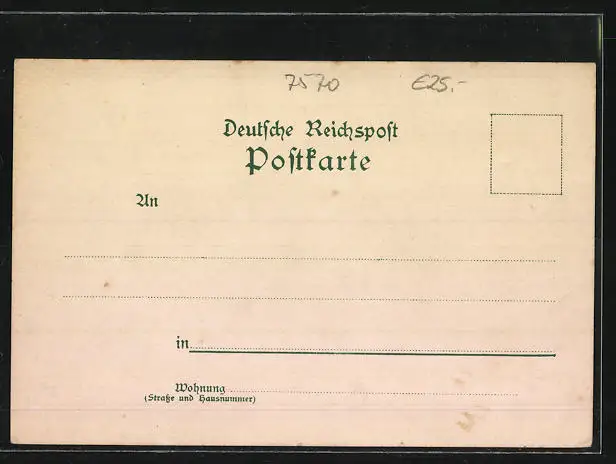 7570 €25.-
Deutsche Reichspost
Postkarte
An
in
Wohnung
(Straße und Hausnummer)